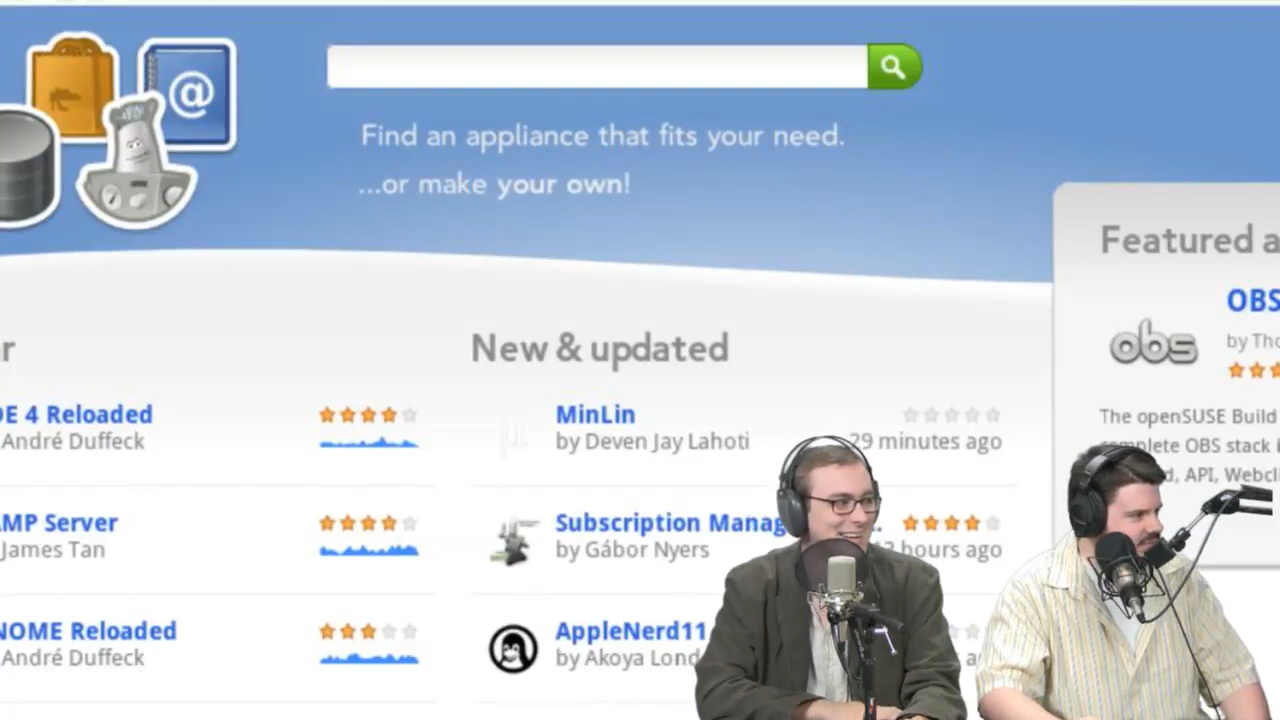 @
Find an appliance that fits your need.
...or make your own!
Featured a
OBS
obs
by Tho
r
New & updated
DE 4 Reloaded
André Duffeck
MinLin
by Deven Jay Lahoti
29 minutes ago
The openSUSE Build
complete OBS stack i
d, API, Webcli
AMP Server
James Tan
Subscription Manag
by Gábor Nyers
13 hours ago
NOME Reloaded
André Duffeck
AppleNerd11
by Akoya Lond